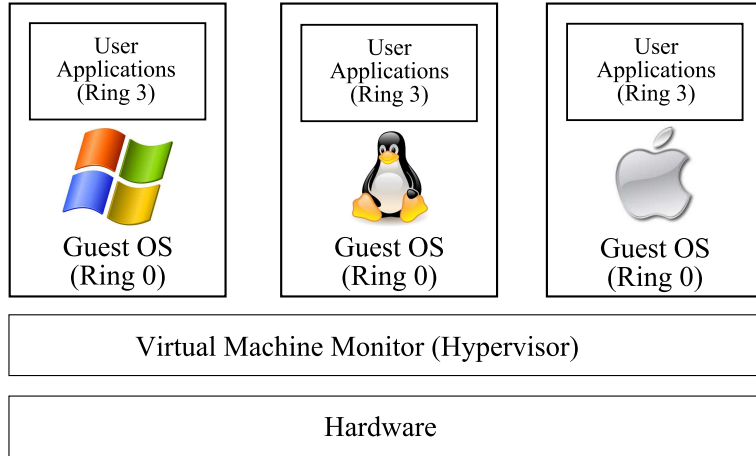 User
Applications
(Ring 3)
Guest OS
(Ring 0)
User
Applications
(Ring 3)
Guest OS
(Ring 0)
User
Applications
(Ring 3)
Guest OS
(Ring 0)
Virtual Machine Monitor (Hypervisor)
Hardware